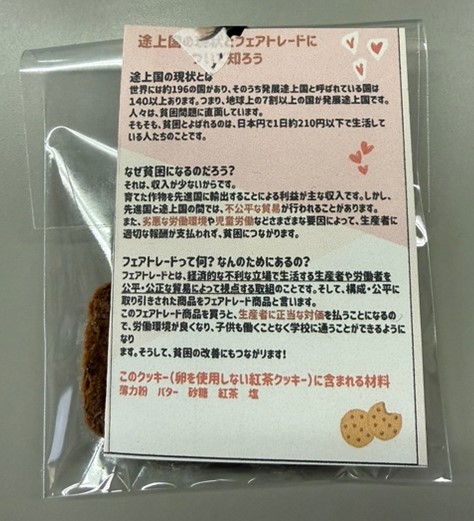 途上国の現状とフェアトレードに
ついて知ろう
途上国の現状とは
世界には約196の国があり、そのうち発展途上国と呼ばれている国は
140以上あります。つまり、地球上の7割以上の国が発展途上国です。
人々は、貧困問題に直面しています。
そもそも、貧困とよばれるのは、日本円で1日約210円以下で生活して
いる人たちのことです。
なぜ貧困になるのだろう?
それは、収入が少ないからです。
育てた作物を先進国に輸出することによる利益が主な収入です。しかし、
先進国と途上国の間では、不公平な貿易が行われることがあります。
また、劣悪な労働環境や児童労働などさまざまな要因によって、生産者に
適切な報酬が支払われず、貧困につながります。
フェアトレードって何? なんのためにあるの?
フェアトレードとは、経済的な不利な立場で生活する生産者や労働者を
公平・公正な貿易によって視点する取組のことです。そして、構成・公平に
取り引きされた商品をフェアトレード商品と言います。
このフェアトレード商品を買うと、生産者に正当な対価を払うことになるの
で、労働環境が良くなり、子供も働くことなく学校に通うことができるように
なり
ます。そうして、貧困の改善にもつながります!
このクッキー(卵を使用しない紅茶クッキー)に含まれる材料
薄力粉 バター 砂糖 紅茶 塩